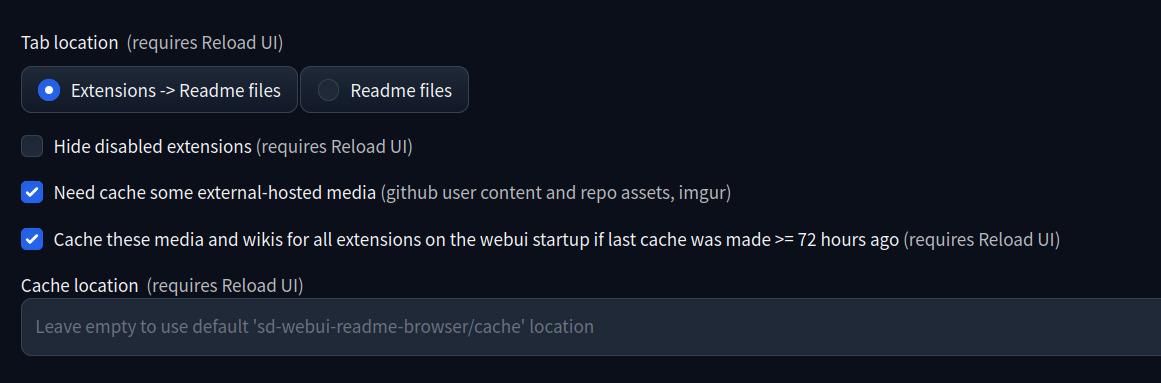 Tab location (requires Reload UI)
Extensions -> Readme files Readme files
Hide disabled extensions (requires Reload UI)
Need cache some external-hosted media (github user content and repo assets, imgur)
Cache these media and wikis for all extensions on the webui startup if last cache was made >= 72 hours ago (requires Reload UI)
Cache location (requires Reload UI)
Leave empty to use default 'sd-webui-readme-browser/cache' location